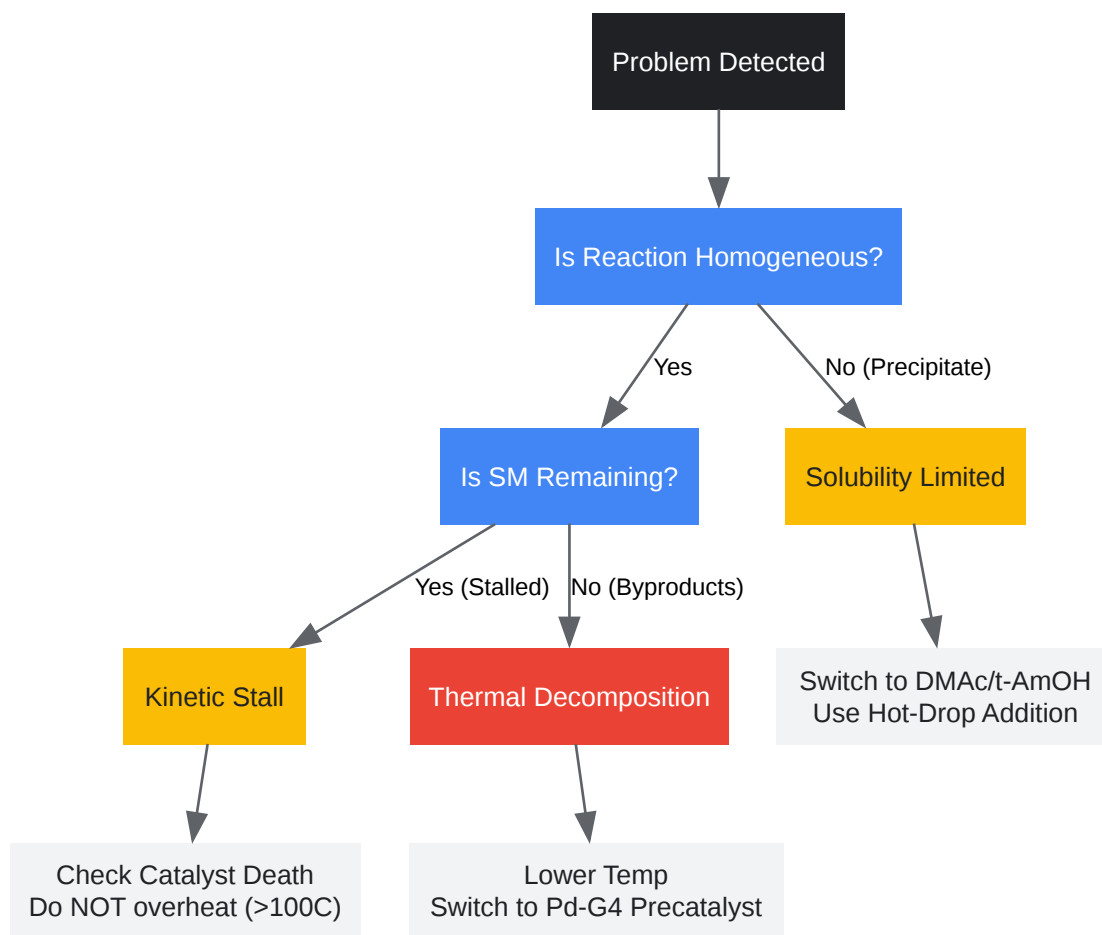 Problem Detected
Is Reaction Homogeneous?
Yes
No (Precipitate)
Is SM Remaining?
Solubility Limited
Yes (Stalled)
No (Byproducts)
Kinetic Stall
Thermal Decomposition
Switch to DMAc/t-AmOH
Use Hot-Drop Addition
Check Catalyst Death
Do NOT overheat (>100C)
Lower Temp
Switch to Pd-G4 Precatalyst